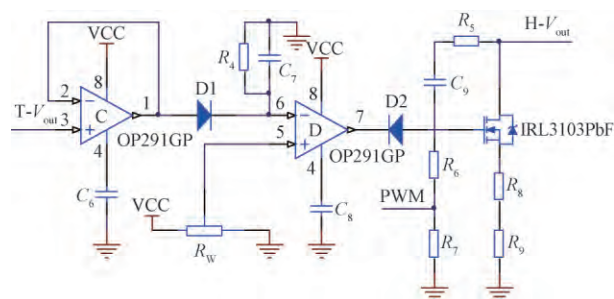 R5
H-Vout
VCC
R4
C7
VCC
C9
2
8
D1
8
T-Vout
C
1
6
D
7
D2
IRL3103PbF
3
OP291GP
5
OP291GP
4
4
R6
R8
C6
VCC
C8
PWM
RW
R7
R9